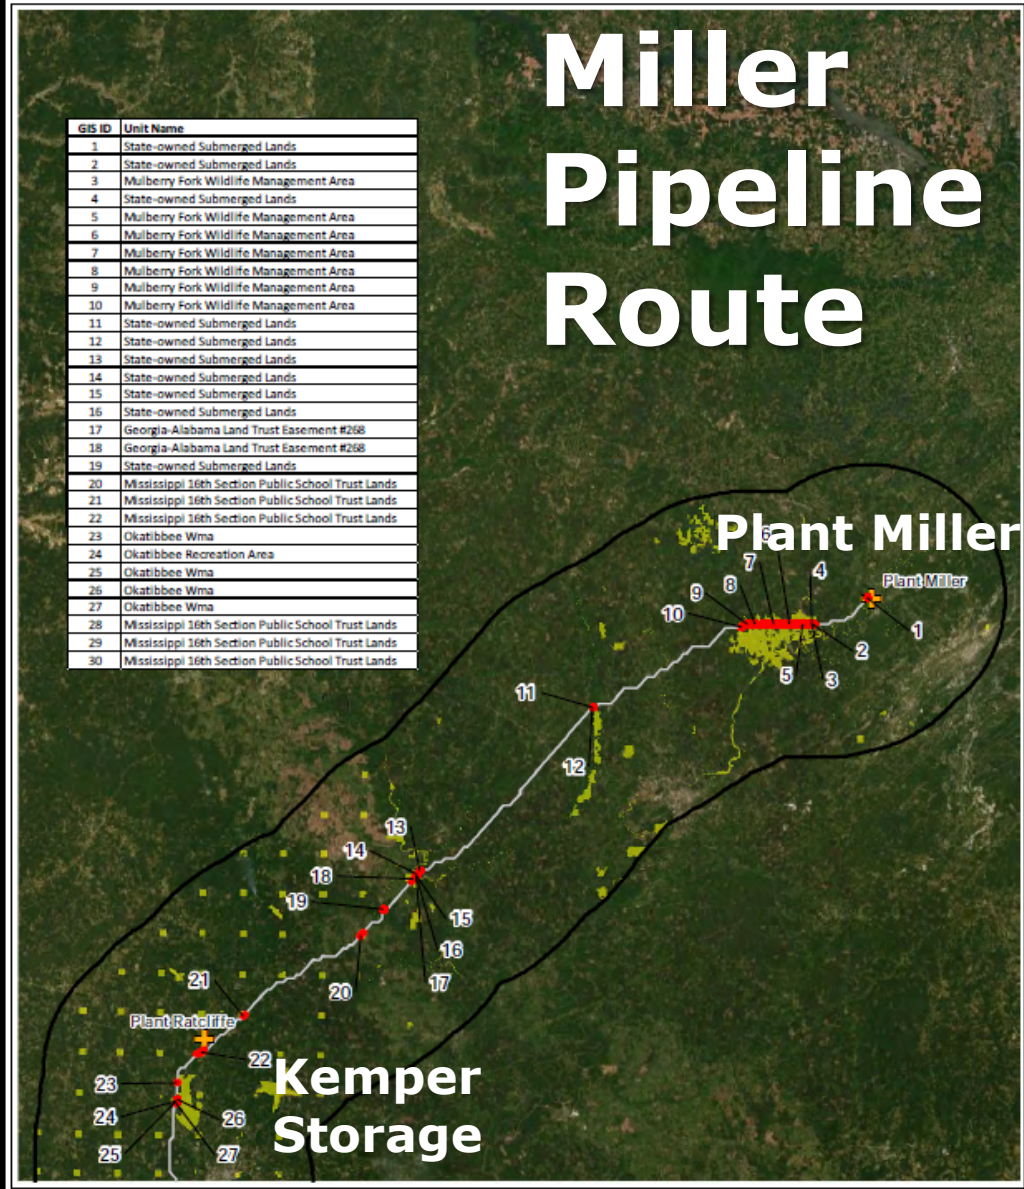 Miller
Pipeline
Route
GIS ID Unit Name
1 State-owned Submerged Lands
2 State-owned Submerged Lands
3 Mulberry Fork Wildlife Management Area
4 State-owned Submerged Lands
5 Mulberry Fork Wildlife Management Area
6 Mulberry Fork Wildlife Management Area
7 Mulberry Fork Wildlife Management Area
8 Mulberry Fork Wildlife Management Area
9 Mulberry Fork Wildlife Management Area
10 Mulberry Fork Wildlife Management Area
11 State-owned Submerged Lands
12 State-owned Submerged Lands
13 State-owned Submerged Lands
14 State-owned Submerged Lands
15 State-owned Submerged Lands
16 State-owned Submerged Lands
17 Georgia-Alabama Land Trust Easement #268
18 Georgia-Alabama Land Trust Easement #268
19 State-owned Submerged Lands
20 Mississippi 16th Section Public School Trust Lands
21 Mississippi 16th Section Public School Trust Lands
22 Mississippi 16th Section Public School Trust Lands
23 Okatibbee Wma
24 Okatibbee Recreation Area
25 Okatibbee Wma
26 Okatibbee Wma
27 Okatibbee Wma
28 Mississippi 16th Section Public School Trust Lands
29 Mississippi 16th Section Public School Trust Lands
30 Mississippi 16th Section Public School Trust Lands
Plant Miller
6
7
4
8
Plant Miller
9
10
1
2
5
3
11
12
13
14
18
19
15
16
17
20
21
Plant Ratcliffe
22
Kemper
Storage
23
24
26
25
27